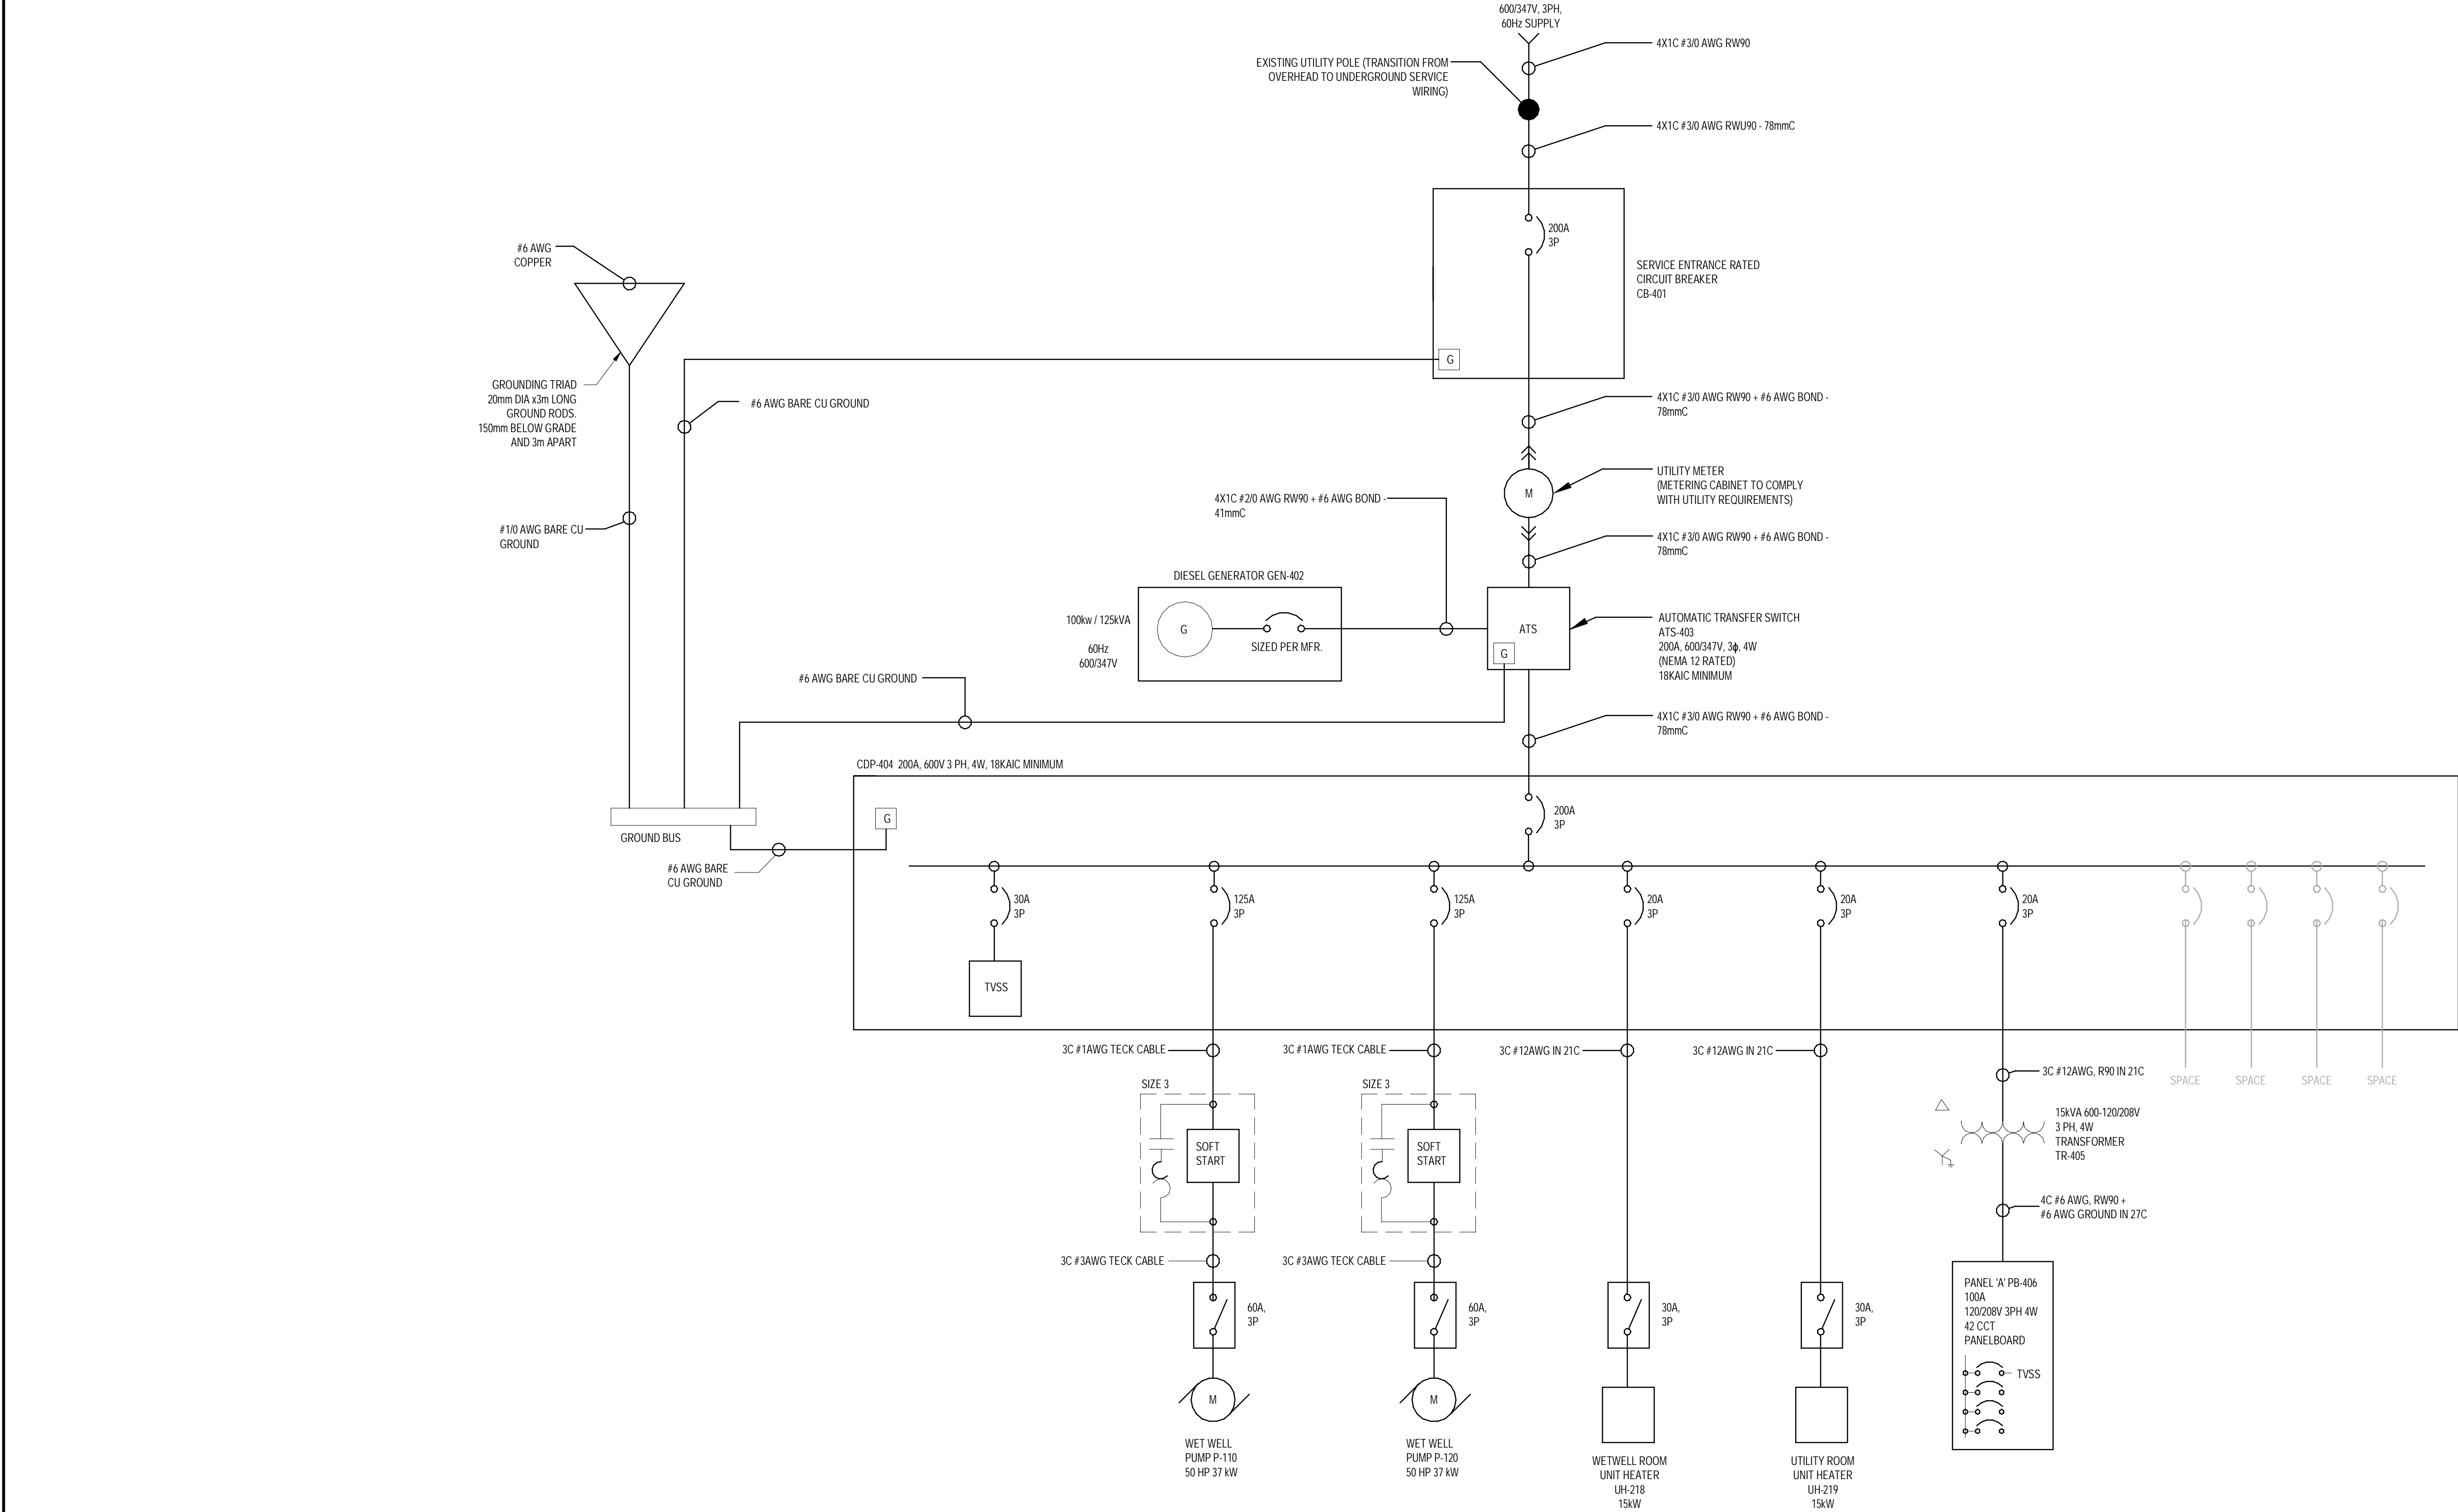 600/347V, 3PH,
60Hz SUPPLY
4X1C #3/0 AWG RW90
EXISTING UTILITY POLE (TRANSITION FROM
OVERHEAD TO UNDERGROUND SERVICE
WIRING)
4X1C #3/0 AWG RWU90 - 78mmC
200A
3P
SERVICE ENTRANCE RATED
CIRCUIT BREAKER
CB-401
G
#6 AWG
COPPER
GROUNDING TRIAD
20mm DIA x3m LONG
GROUND RODS.
150mm BELOW GRADE
AND 3m APART
#6 AWG BARE CU GROUND
4X1C #3/0 AWG RW90 + #6 AWG BOND -
78mmC
UTILITY METER
(METERING CABINET TO COMPLY
WITH UTILITY REQUIREMENTS)
M
4X1C #2/0 AWG RW90 + #6 AWG BOND -
41mmC
#1/0 AWG BARE CU
GROUND
4X1C #3/0 AWG RW90 + #6 AWG BOND -
78mmC
DIESEL GENERATOR GEN-402
100kw / 125kVA
60Hz
600/347V
G
SIZED PER MFR.
ATS
G
AUTOMATIC TRANSFER SWITCH
ATS-403
200A, 600/347V, 3ϕ, 4W
(NEMA 12 RATED)
18KAIC MINIMUM
#6 AWG BARE CU GROUND
4X1C #3/0 AWG RW90 + #6 AWG BOND -
78mmC
CDP-404 200A, 600V 3 PH, 4W, 18KAIC MINIMUM
200A
3P
G
GROUND BUS
#6 AWG BARE
CU GROUND
30A
3P
125A
3P
125A
3P
20A
3P
20A
3P
20A
3P
TVSS
3C #1AWG TECK CABLE
3C #1AWG TECK CABLE
3C #12AWG IN 21C
3C #12AWG IN 21C
3C #12AWG, R90 IN 21C
SPACE
SPACE
SPACE
SPACE
SIZE 3
SIZE 3
SOFT
START
SOFT
START
15kVA 600-120/208V
3 PH, 4W
TRANSFORMER
TR-405
4C #6 AWG, RW90 +
#6 AWG GROUND IN 27C
3C #3AWG TECK CABLE
3C #3AWG TECK CABLE
60A,
3P
60A,
3P
30A,
3P
30A,
3P
PANEL 'A' PB-406
100A
120/208V 3PH 4W
42 CCT
PANELBOARD
TVSS
M
M
WET WELL
PUMP P-110
50 HP 37 kW
WET WELL
PUMP P-120
50 HP 37 kW
WETWELL ROOM
UNIT HEATER
UH-218
15kW
UTILITY ROOM
UNIT HEATER
UH-219
15kW